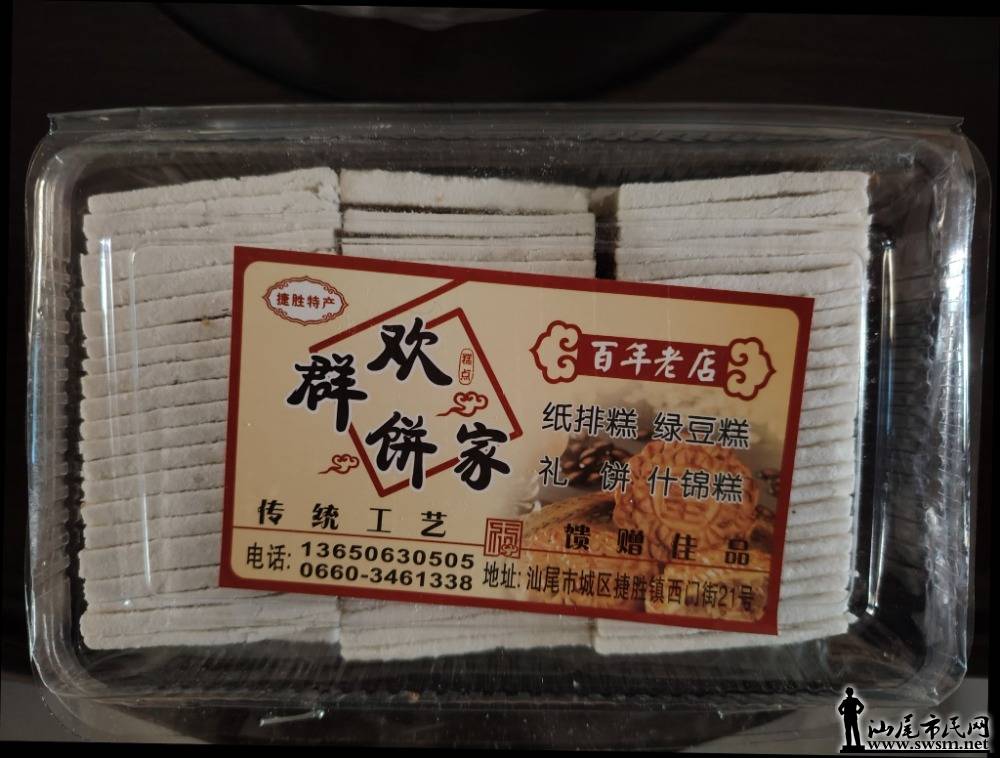 捷胜特产
群欢饼家
糕点
百年老店
纸排糕 绿豆糕
礼 饼 什锦糕
传统工艺
馈赠佳品
电话: 13650630505
0660-3461338
地址: 汕尾市城区捷胜镇西门街21号
汕尾市民网
www.swsm.net